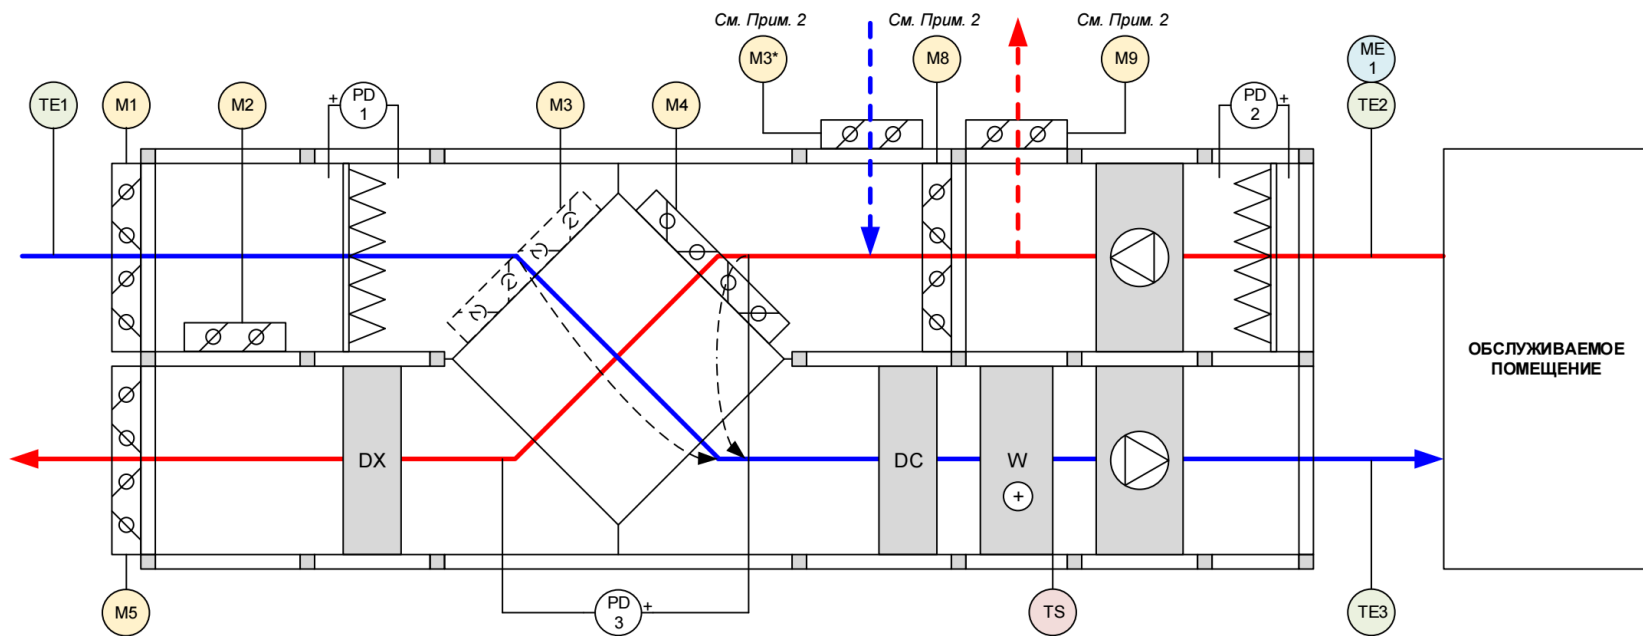 См. Прим. 2
См. Прим. 2
См. Прим. 2
M3*
M8
M9
ME
1
TE1
M1
M2
+
PD
1
M3
M4
PD
2
+
TE2
ОБСЛУЖИВАЕМОЕ
ПОМЕЩЕНИЕ
DX
DC
W
+
M5
PD
3
+
TS
TE3